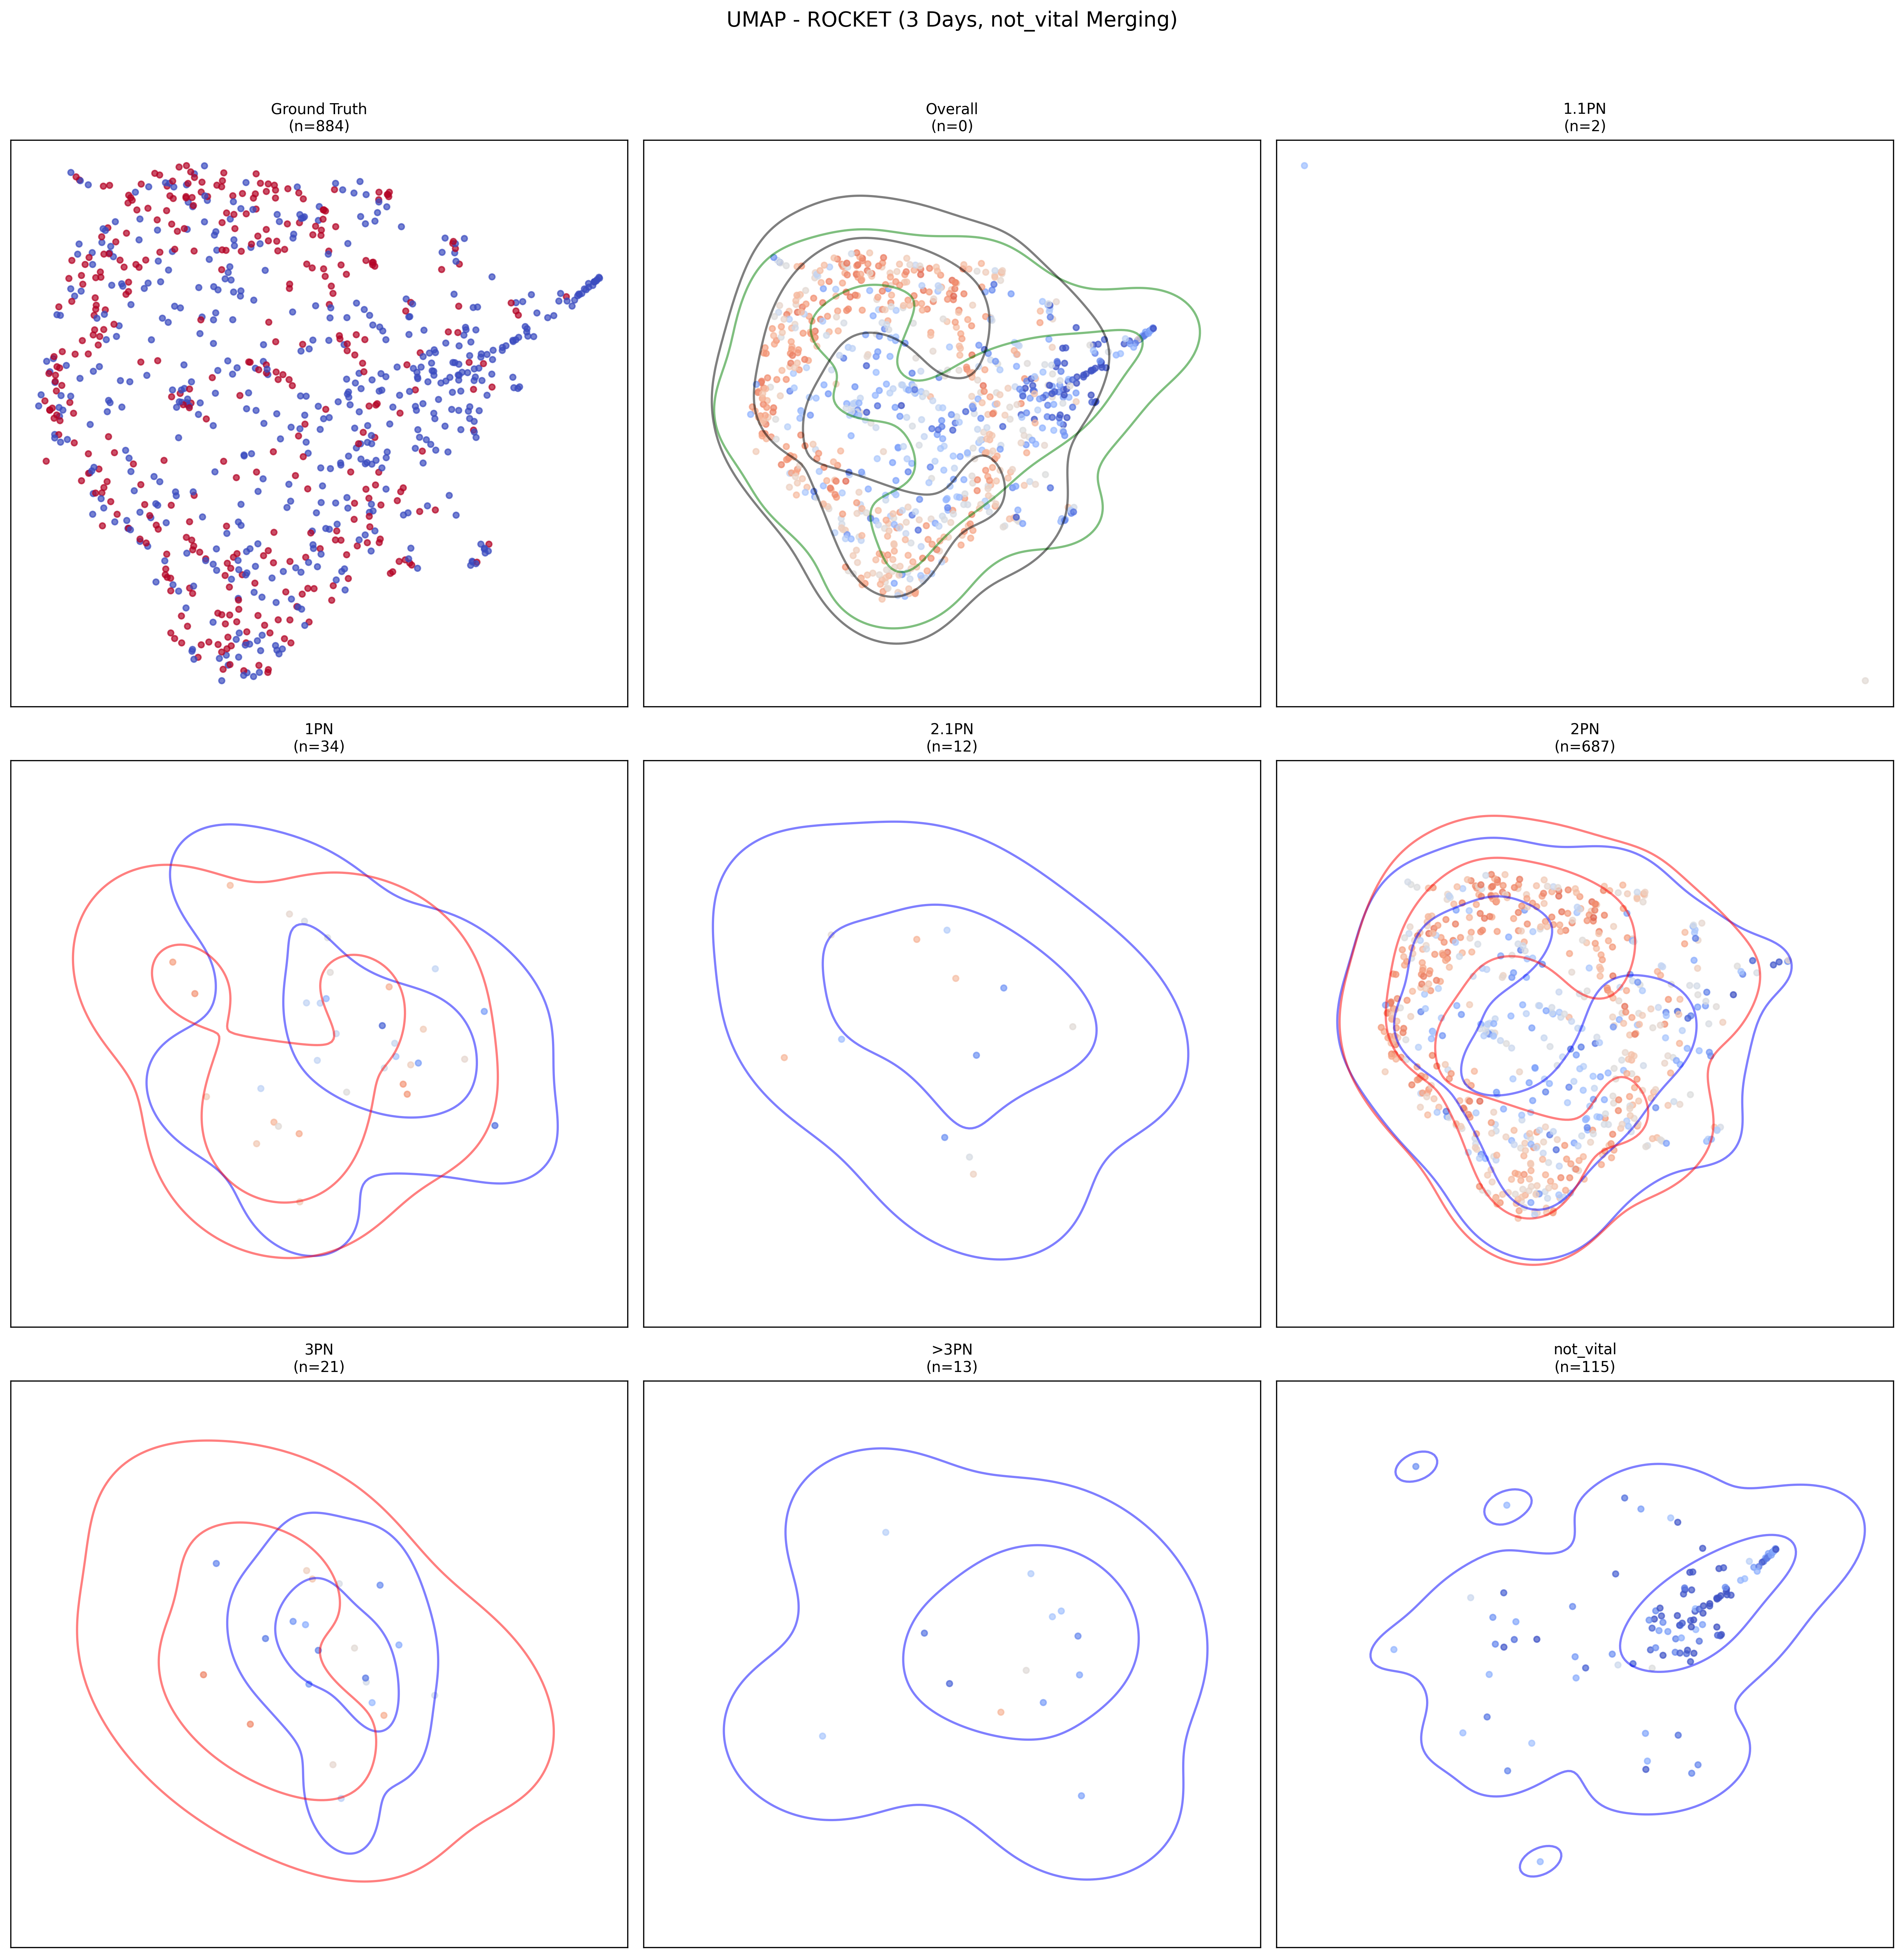 UMAP - ROCKET (3 Days, not_vital Merging)
Ground Truth
(n=884)
Overall
(n=0)
1.1PN
(n=2)
1PN
(n=34)
2.1PN
(n=12)
2PN
(n=687)
3PN
(n=21)
>3PN
(n=13)
not_vital
(n=115)